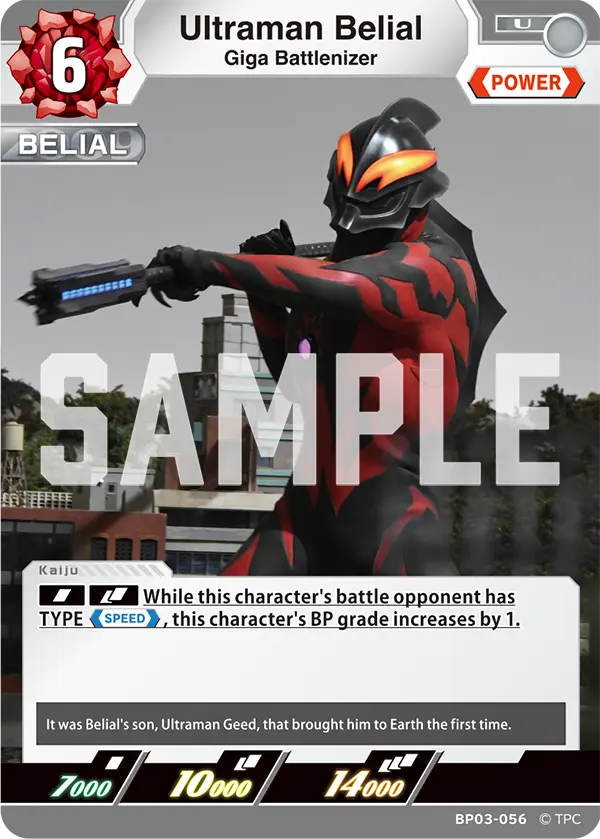 6
Ultraman Belial
Giga Battlenizer
U
POWER
BELIAL
SAMPLE
Kaiju
While this character's battle opponent has
TYPE SPEED, this character's BP grade increases by 1.
It was Belial's son, Ultraman Geed, that brought him to Earth the first time.
7000 10000 14000
BP03-056 © TPC